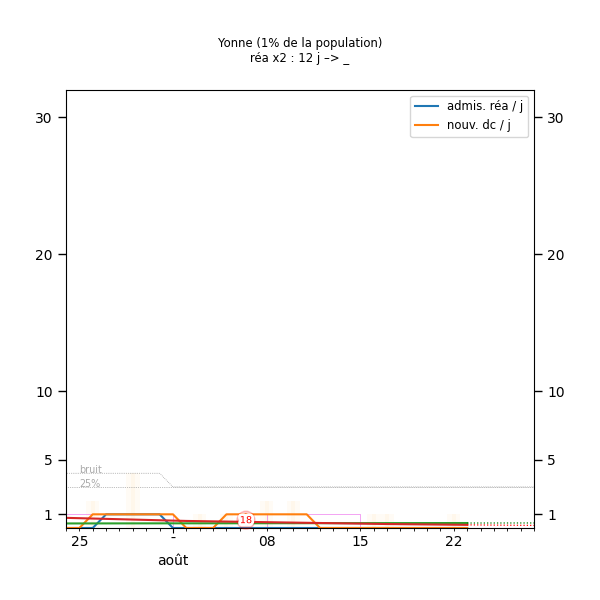 Yonne (1% de la population)
réa x2 : 12 j –> _
admis. réa / j
nouv. dc / j
30 30
20 20
10 10
5 5
bruit
25%
1 18 1
25 - 08 15 22
août